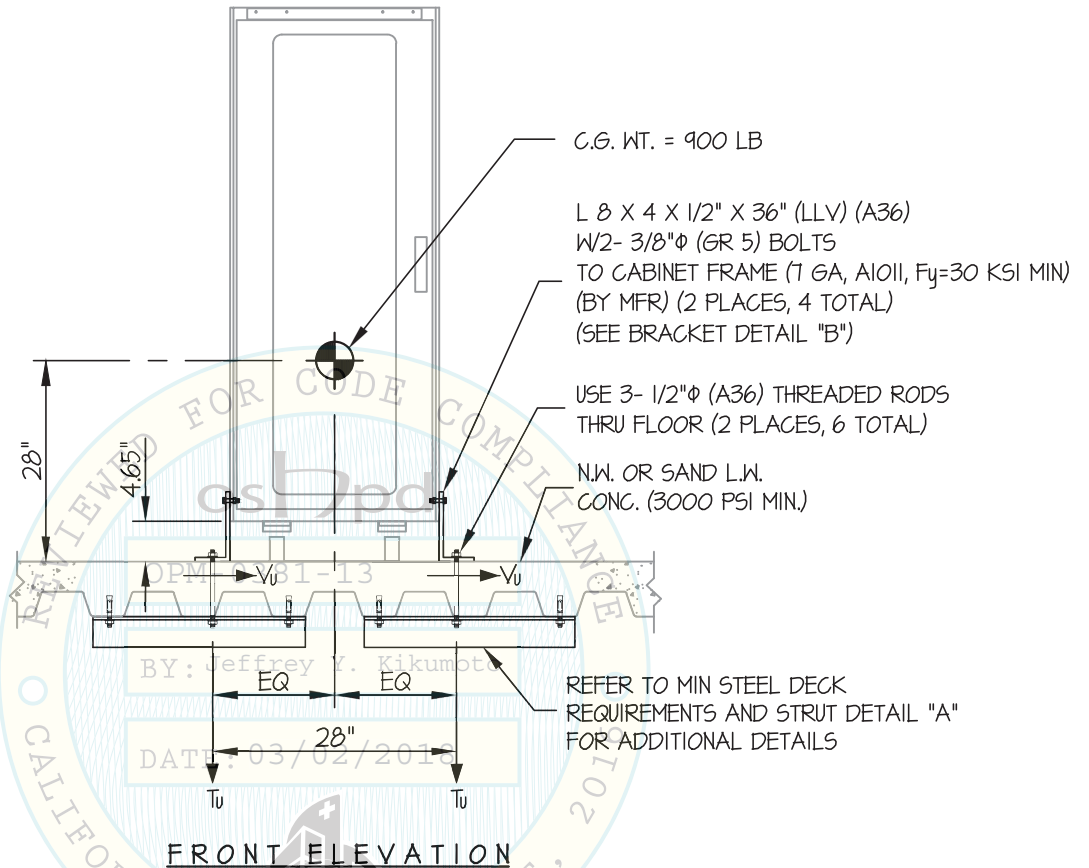 C.G. WT. = 900 LB
L 8 X 4 X 1/2" X 36" (LLV) (A36)
W/2- 3/8"Φ (GR 5) BOLTS
TO CABINET FRAME (7 GA, A1011, Fy=30 KSI MIN)
(BY MFR) (2 PLACES, 4 TOTAL)
(SEE BRACKET DETAIL "B")
USE 3- 1/2"Φ (A36) THREADED RODS
THRU FLOOR (2 PLACES, 6 TOTAL)
N.W. OR SAND L.W.
CONC. (3000 PSI MIN.)
28"
4.65"
REVIEWED FOR CODE COMPLIANCE
oshpd
OPM-0381-13
Vu
Vu
BY: Jeffrey Y. Kikumoto
EQ
EQ
REFER TO MIN STEEL DECK
REQUIREMENTS AND STRUT DETAIL "A"
FOR ADDITIONAL DETAILS
28"
DATE: 03/02/2018
Tu
Tu
FRONT ELEVATION